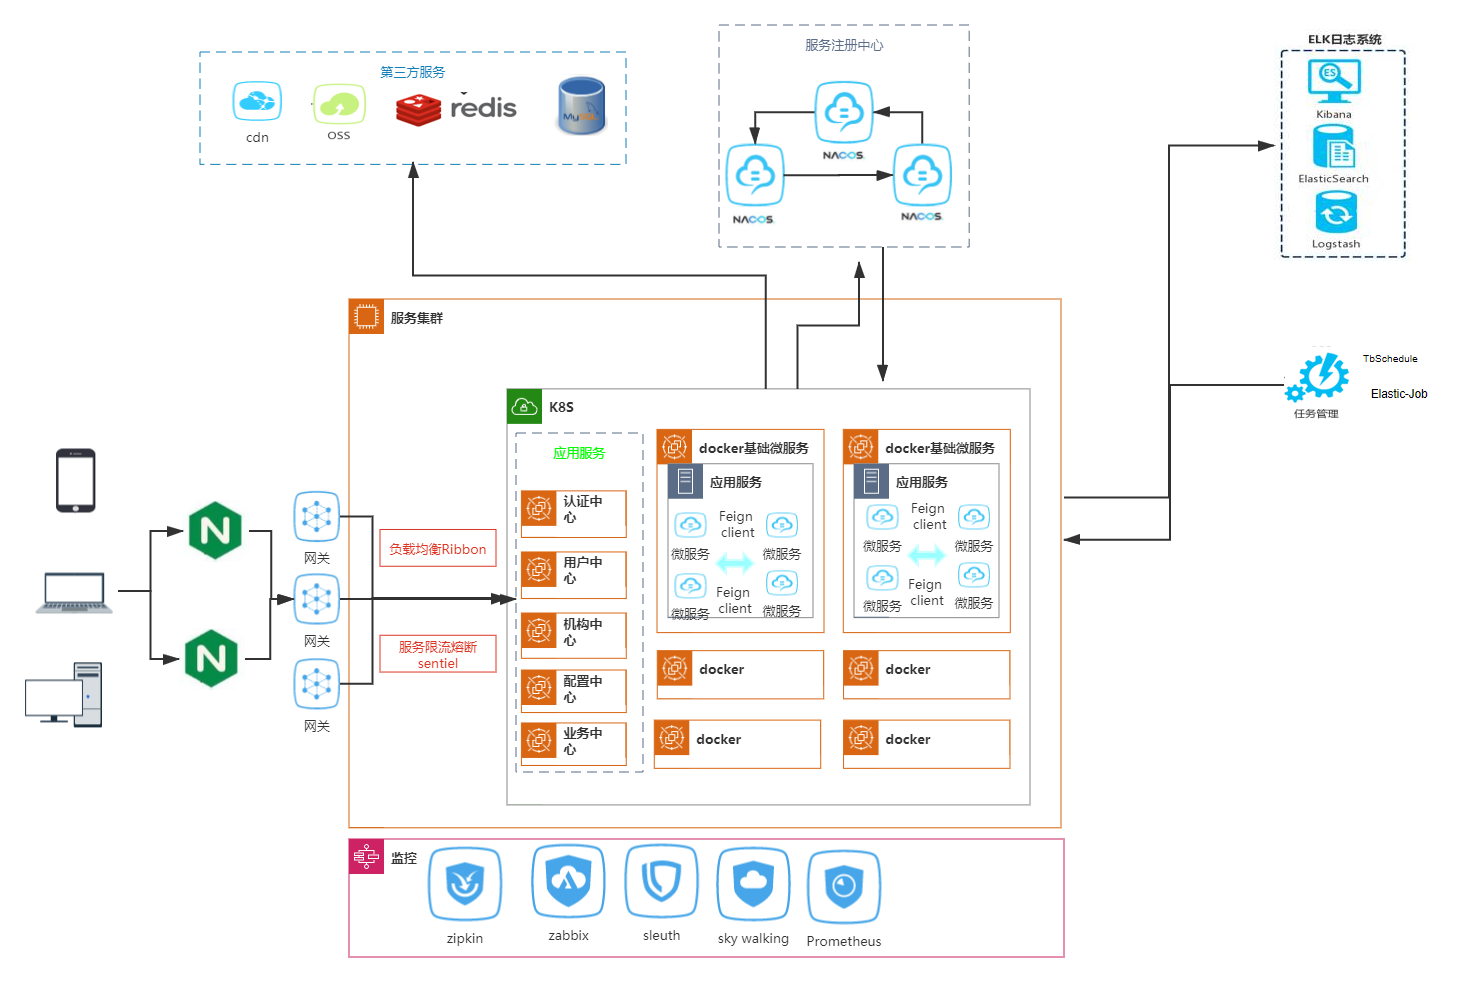 第三方服务
cdn
OSS
redis
MySQL
服务注册中心
NACOS
NACOS
NACOS
ELK日志系统
ES
Kibana
ElasticSearch
Logstash
TbSchedule
Elastic-Job
任务管理
服务集群
K8S
应用服务
认证中
心
用户中
心
机构中
心
配置中
心
业务中
心
docker基础微服务
应用服务
Feign
client
微服务
微服务
Feign
client
微服务
微服务
docker基础微服务
应用服务
Feign
client
微服务
微服务
Feign
client
微服务
微服务
docker
docker
docker
docker
N
N
网关
网关
网关
负载均衡Ribbon
服务限流熔断
sentiel
监控
zipkin
zabbix
sleuth
sky walking
Prometheus